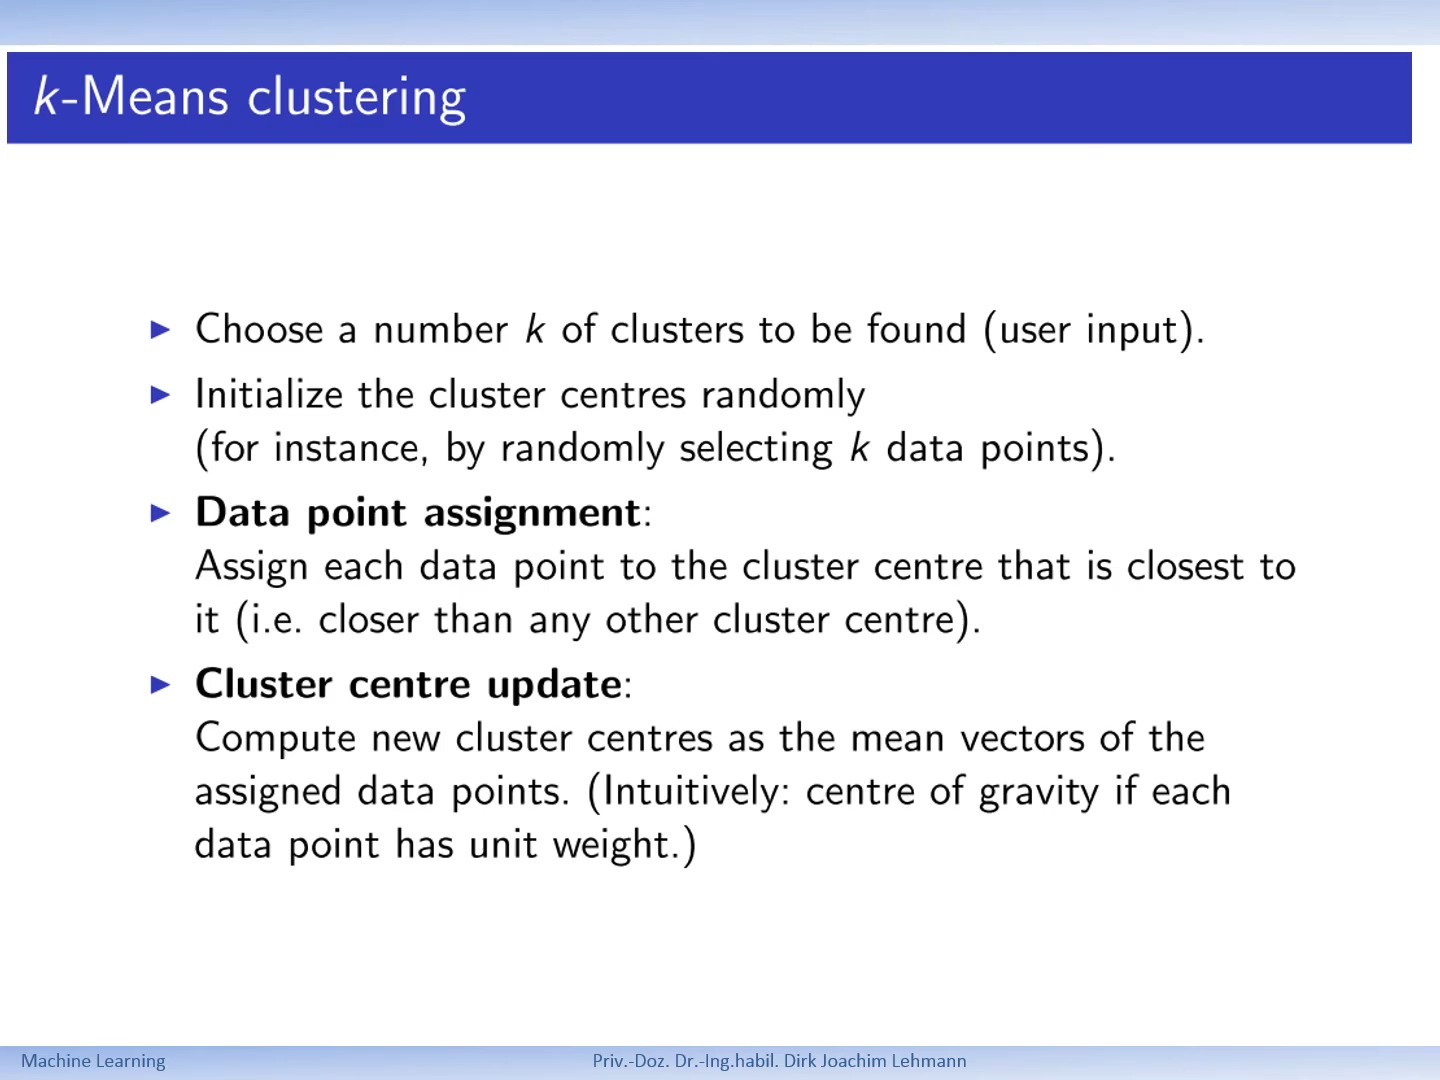 k-Means clustering
Choose a number k of clusters to be found (user input).
Initialize the cluster centres randomly
(for instance, by randomly selecting k data points).
Data point assignment:
Assign each data point to the cluster centre that is closest to
it (i.e. closer than any other cluster centre).
Cluster centre update:
Compute new cluster centres as the mean vectors of the
assigned data points. (Intuitively: centre of gravity if each
data point has unit weight.)
Machine Learning
Priv.-Doz. Dr.-Ing.habil. Dirk Joachim Lehmann